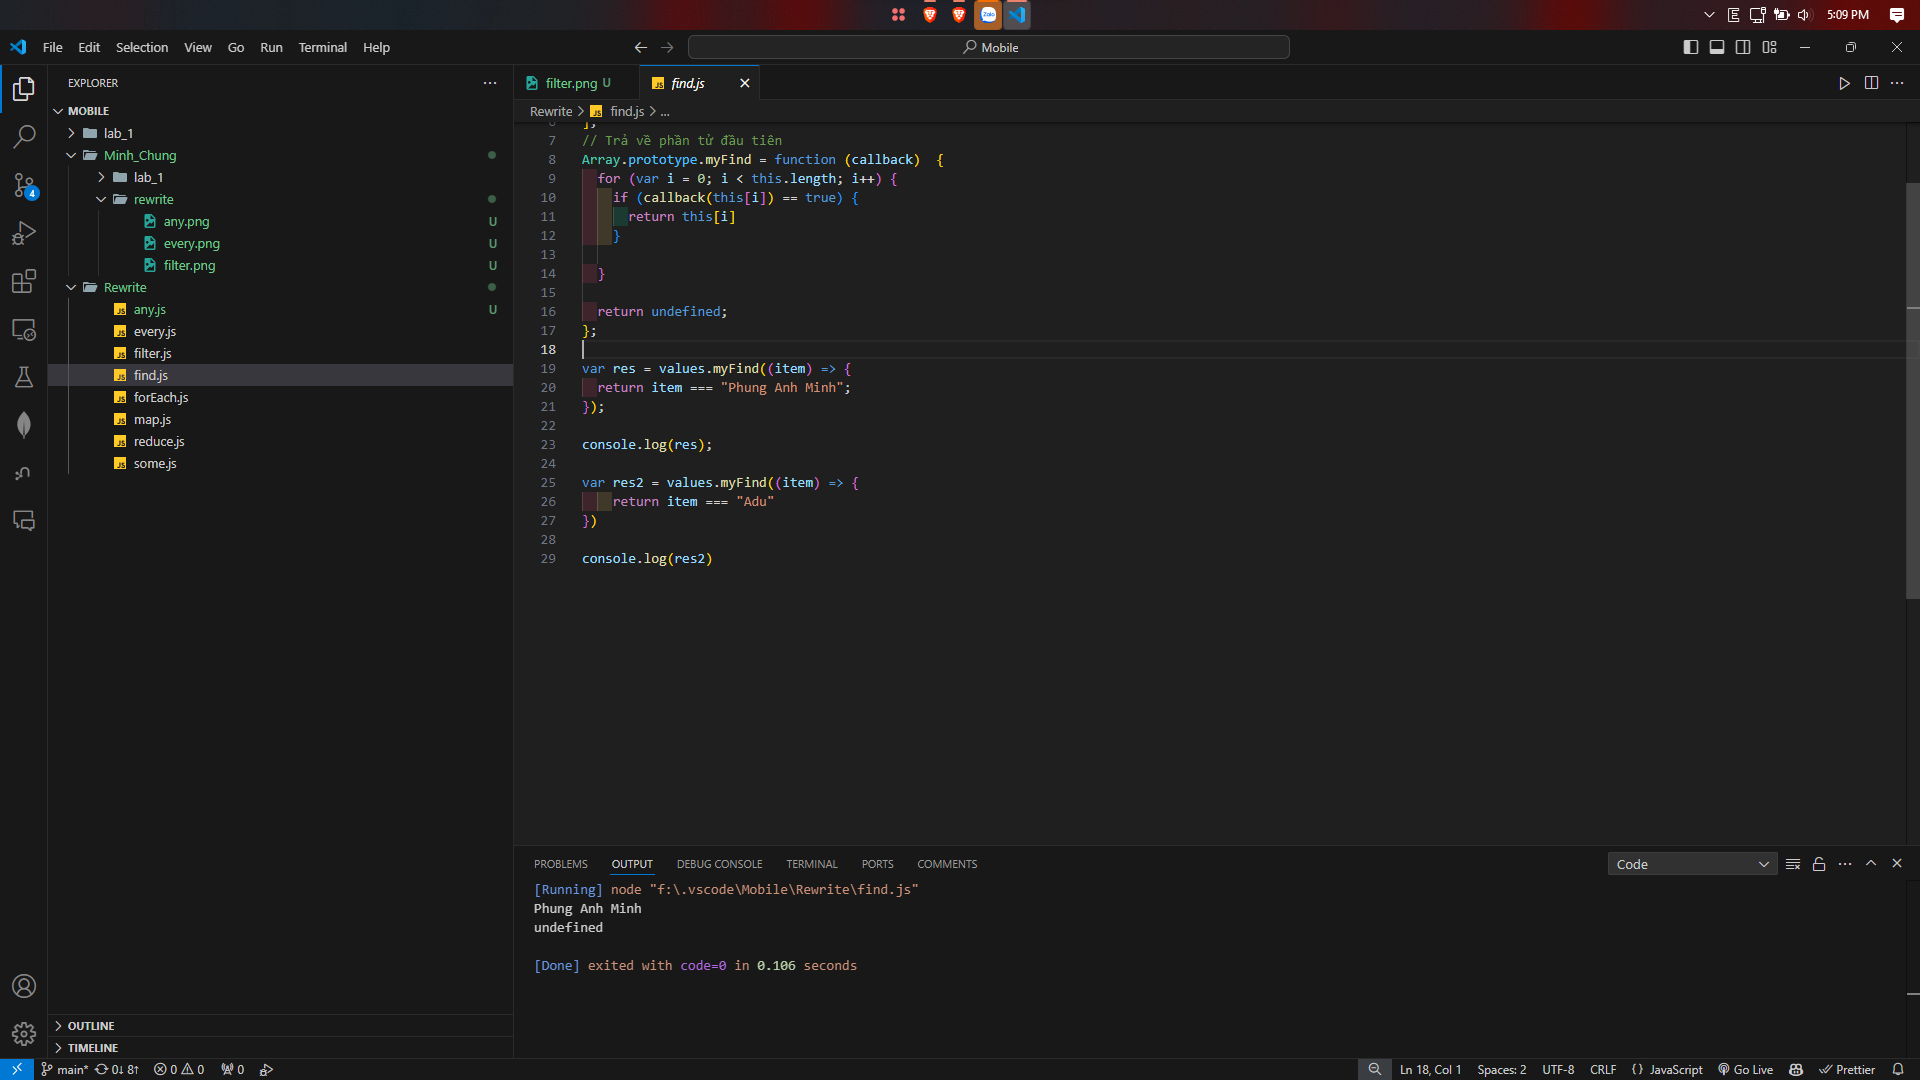 5:09 PM
File Edit Selection View Go Run Terminal Help
Mobile
EXPLORER
MOBILE
lab_1
Minh_Chung
lab_1
rewrite
any.png U
every.png U
filter.png U
Rewrite
any.js U
every.js
filter.js
find.js
forEach.js
map.js
reduce.js
some.js
OUTLINE
TIMELINE
filter.png U find.js
Rewrite > find.js > ...
6 ];
7 // Trả về phần tử đầu tiên
8 Array.prototype.myFind = function (callback)  {
9   for (var i = 0; i < this.length; i++) {
10     if (callback(this[i]) == true) {
11       return this[i]
12     }
13
14   }
15
16   return undefined;
17 };
18
19 var res = values.myFind((item) => {
20   return item === "Phung Anh Minh";
21 });
22
23 console.log(res);
24
25 var res2 = values.myFind((item) => {
26     return item === "Adu"
27 })
28
29 console.log(res2)
PROBLEMS OUTPUT DEBUG CONSOLE TERMINAL PORTS COMMENTS
Code
[Running] node "f:\.vscode\Mobile\Rewrite\find.js"
Phung Anh Minh
undefined
[Done] exited with code=0 in 0.106 seconds
4
main* 0↓ 8↑ 0 0 0 Ln 18, Col 1 Spaces: 2 UTF-8 CRLF {} JavaScript Go Live Prettier